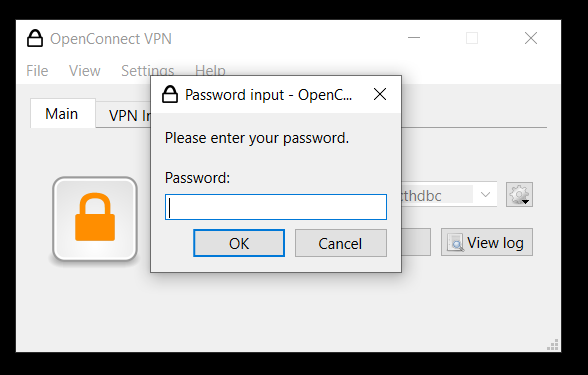 OpenConnect VPN
File View Settings Help
Password input - OpenC...
Main VPN In
Please enter your password.
Password:
thdbc
OK Cancel
View log